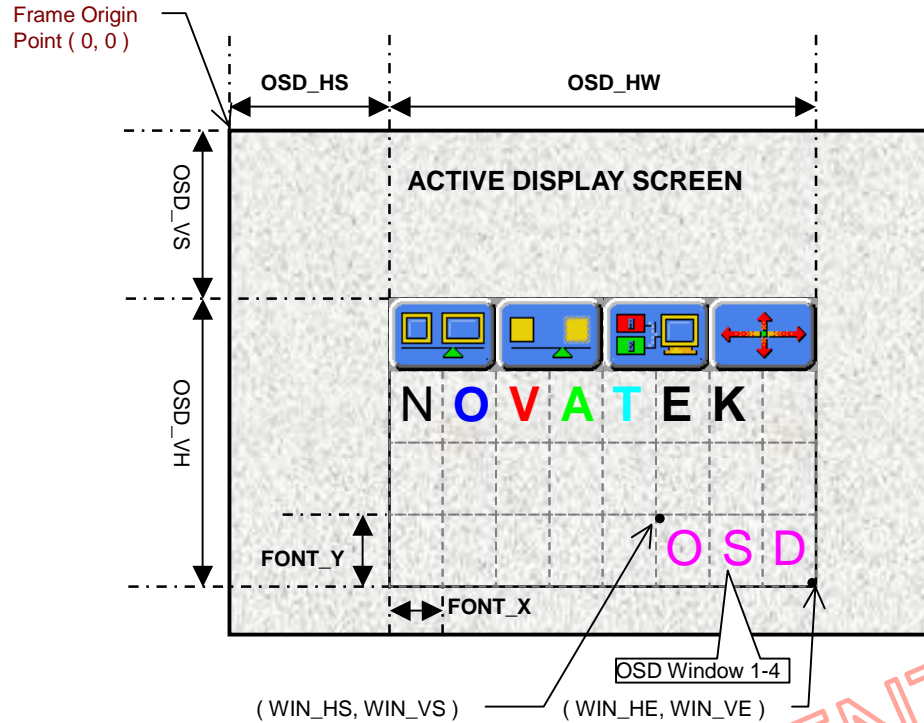 Frame Origin
Point ( 0, 0 )
OSD_HS
OSD_HW
OSD_VS
ACTIVE DISPLAY SCREEN
OSD_VH
A
B
N O V A T E K
FONT_Y
O S D
FONT_X
OSD Window 1-4
( WIN_HS, WIN_VS )
( WIN_HE, WIN_VE )